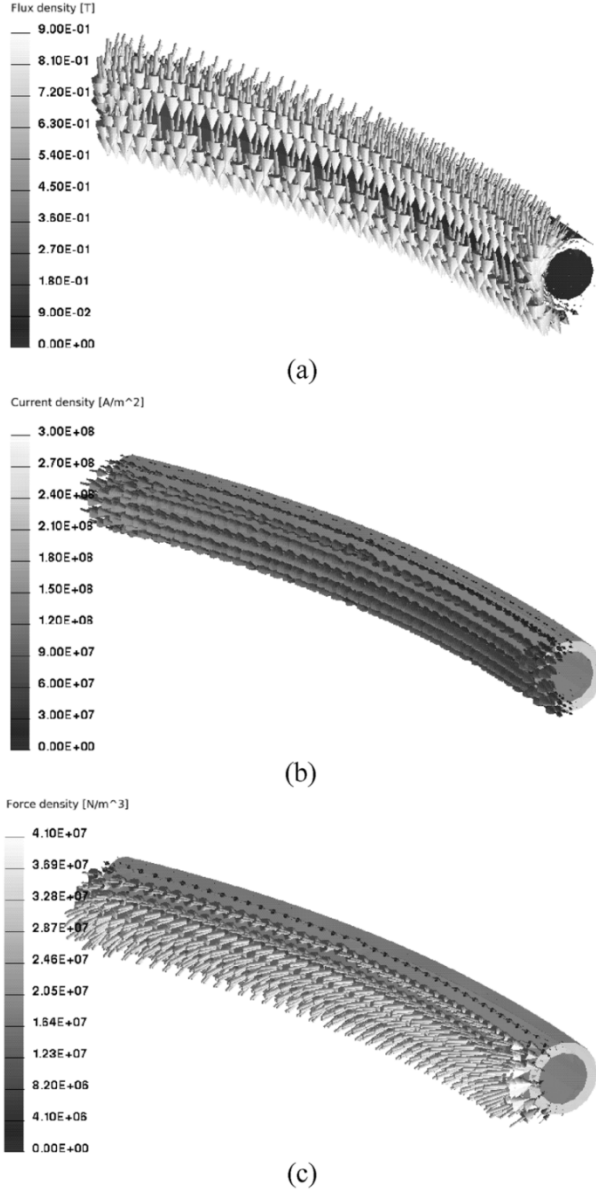 Flux density [T]
9.00E-01
8.10E-01
7.20E-01
6.30E-01
5.40E-01
4.50E-01
3.60E-01
2.70E-01
1.80E-01
9.00E-02
0.00E+00
(a)
Current density [A/m^2]
3.00E+08
2.70E+08
2.40E+08
2.10E+08
1.80E+08
1.50E+08
1.20E+08
9.00E+07
6.00E+07
3.00E+07
0.00E+00
(b)
Force density [N/m^3]
4.10E+07
3.69E+07
3.28E+07
2.87E+07
2.46E+07
2.05E+07
1.64E+07
1.23E+07
8.20E+06
4.10E+06
0.00E+00
(c)